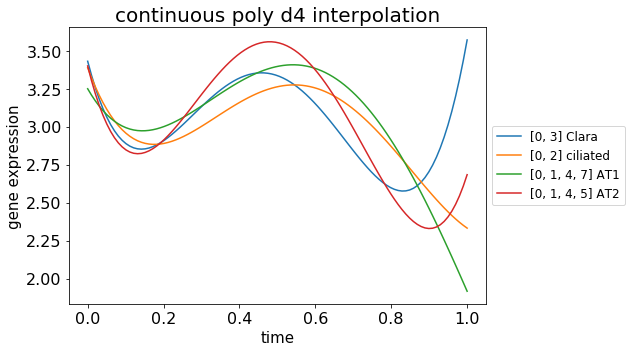 continuous poly d4 interpolation
gene expression
3.50
3.25
3.00
2.75
2.50
2.25
2.00
0.0 0.2 0.4 0.6 0.8 1.0
time
[0, 3] Clara
[0, 2] ciliated
[0, 1, 4, 7] AT1
[0, 1, 4, 5] AT2